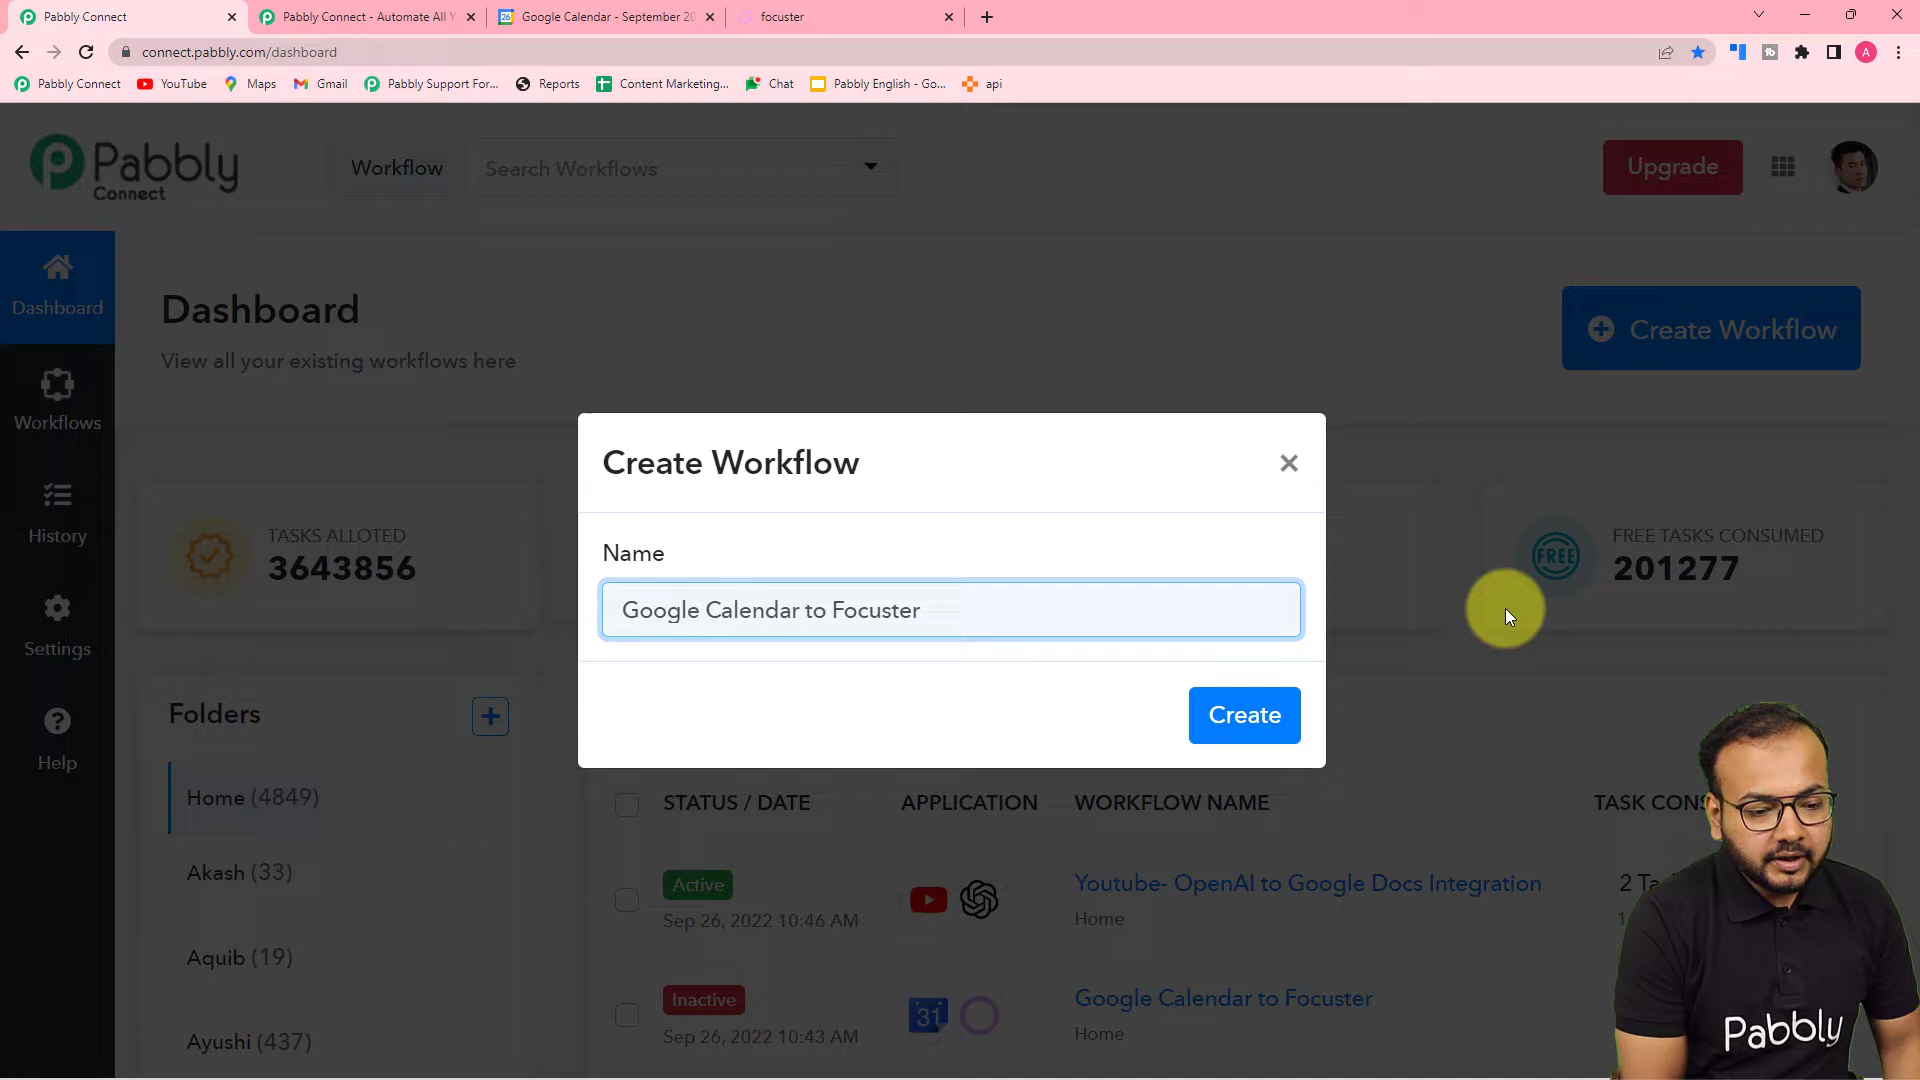 Pabbly Connect
Pabbly Connect - Automate All Y
Google Calendar - September 20
focuster
connect.pabbly.com/dashboard
A
Pabbly Connect
YouTube
Maps
Gmail
Pabbly Support For...
Reports
Content Marketing...
Chat
Pabbly English - Go...
api
Pabbly
Connect
Workflow
Search Workflows
Upgrade
Dashboard
Dashboard
View all your existing workflows here
Create Workflow
Workflows
Create Workflow
TASKS ALLOTED
3643856
FREE
FREE TASKS CONSUMED
201277
History
Name
Google Calendar to Focuster
Settings
Create
Folders
Help
Home (4849)
STATUS / DATE
APPLICATION
WORKFLOW NAME
TASK CONS
Akash (33)
Active
Sep 26, 2022 10:46 AM
Youtube- OpenAI to Google Docs Integration
Home
2 Ta
Aquib (19)
Inactive
Sep 26, 2022 10:43 AM
31
Google Calendar to Focuster
Home
Ayushi (437)
Pabbly